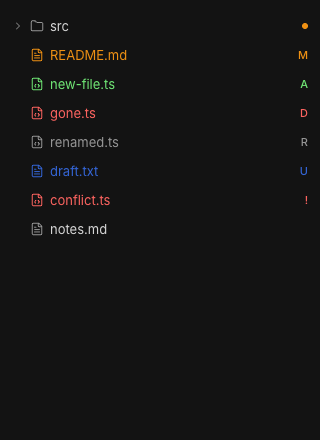 src
README.md M
new-file.ts A
gone.ts D
renamed.ts R
draft.txt U
conflict.ts !
notes.md